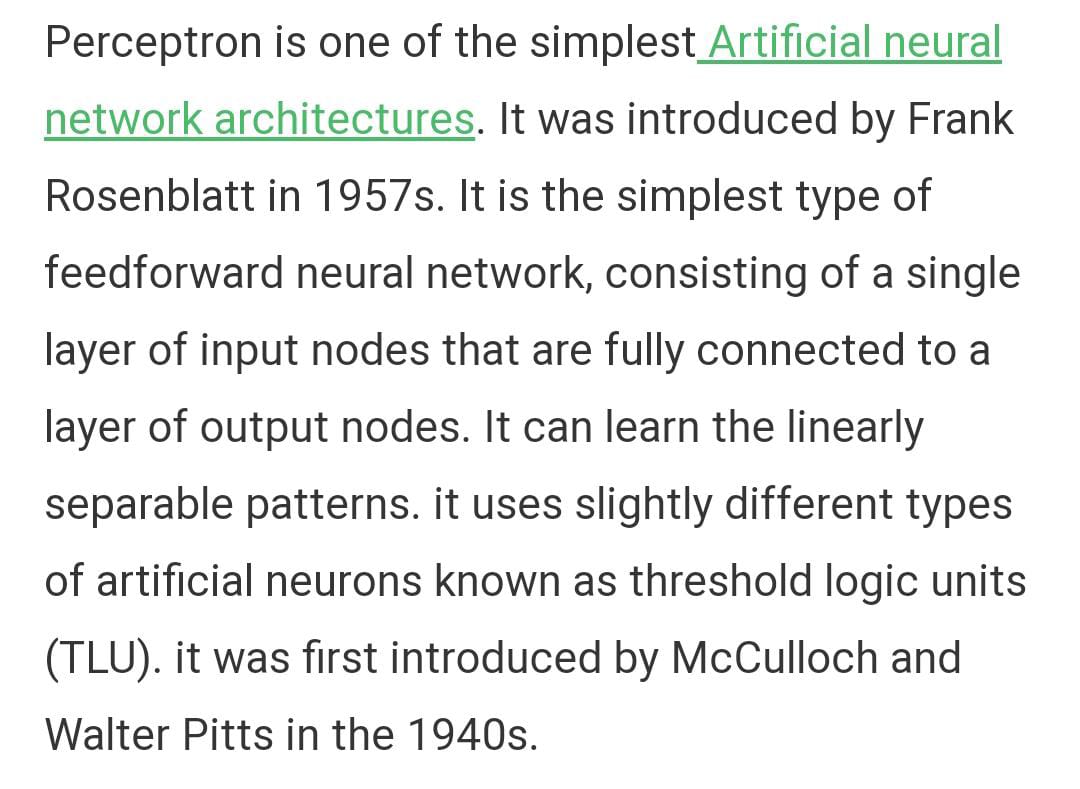 Perceptron is one of the simplest Artificial neural
network architectures. It was introduced by Frank
Rosenblatt in 1957s. It is the simplest type of
feedforward neural network, consisting of a single
layer of input nodes that are fully connected to a
layer of output nodes. It can learn the linearly
separable patterns. it uses slightly different types
of artificial neurons known as threshold logic units
(TLU). it was first introduced by McCulloch and
Walter Pitts in the 1940s.